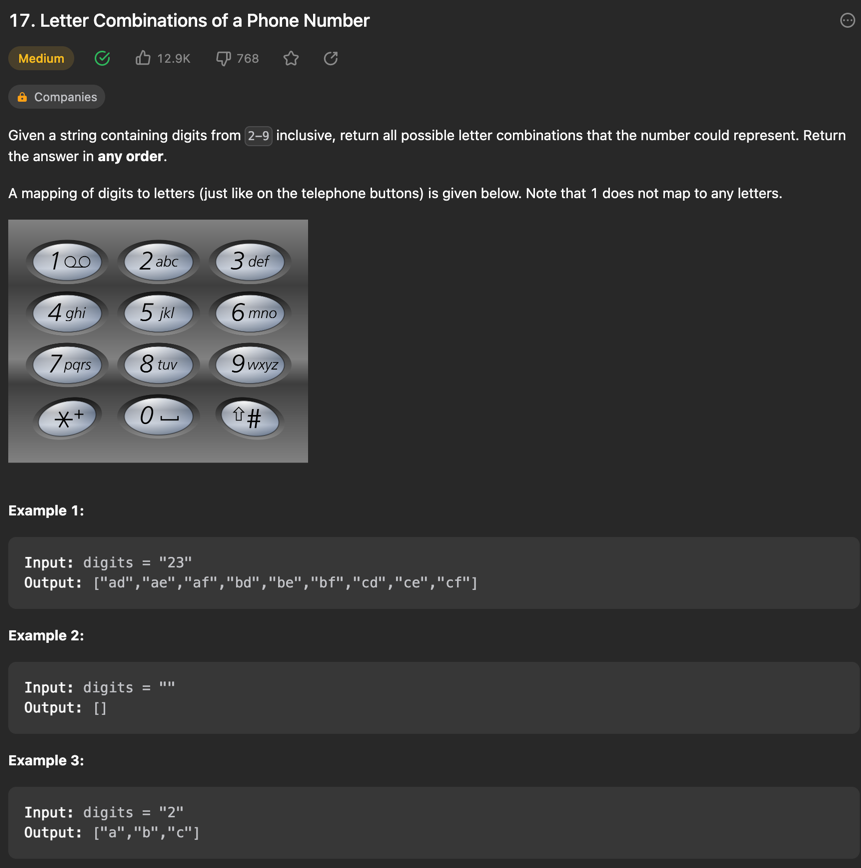 17. Letter Combinations of a Phone Number
Medium 12.9K 768
Companies
Given a string containing digits from 2-9 inclusive, return all possible letter combinations that the number could represent. Return
the answer in any order.
A mapping of digits to letters (just like on the telephone buttons) is given below. Note that 1 does not map to any letters.
1 2 abc 3 def
4 ghi 5 jkl 6 mno
7 pqrs 8 tuv 9 wxyz
*+ 0 #
Example 1:
Input: digits = "23"
Output: ["ad","ae","af","bd","be","bf","cd","ce","cf"]
Example 2:
Input: digits = ""
Output: []
Example 3:
Input: digits = "2"
Output: ["a","b","c"]